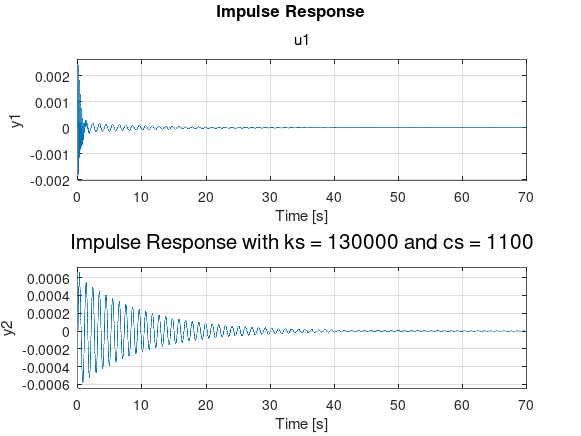 Impulse Response
u1
0.002
0.001
0
-0.001
-0.002
y1
0 10 20 30 40 50 60 70
Time [s]
Impulse Response with ks = 130000 and cs = 1100
0.0006
0.0004
0.0002
0
-0.0002
-0.0004
-0.0006
y2
0 10 20 30 40 50 60 70
Time [s]